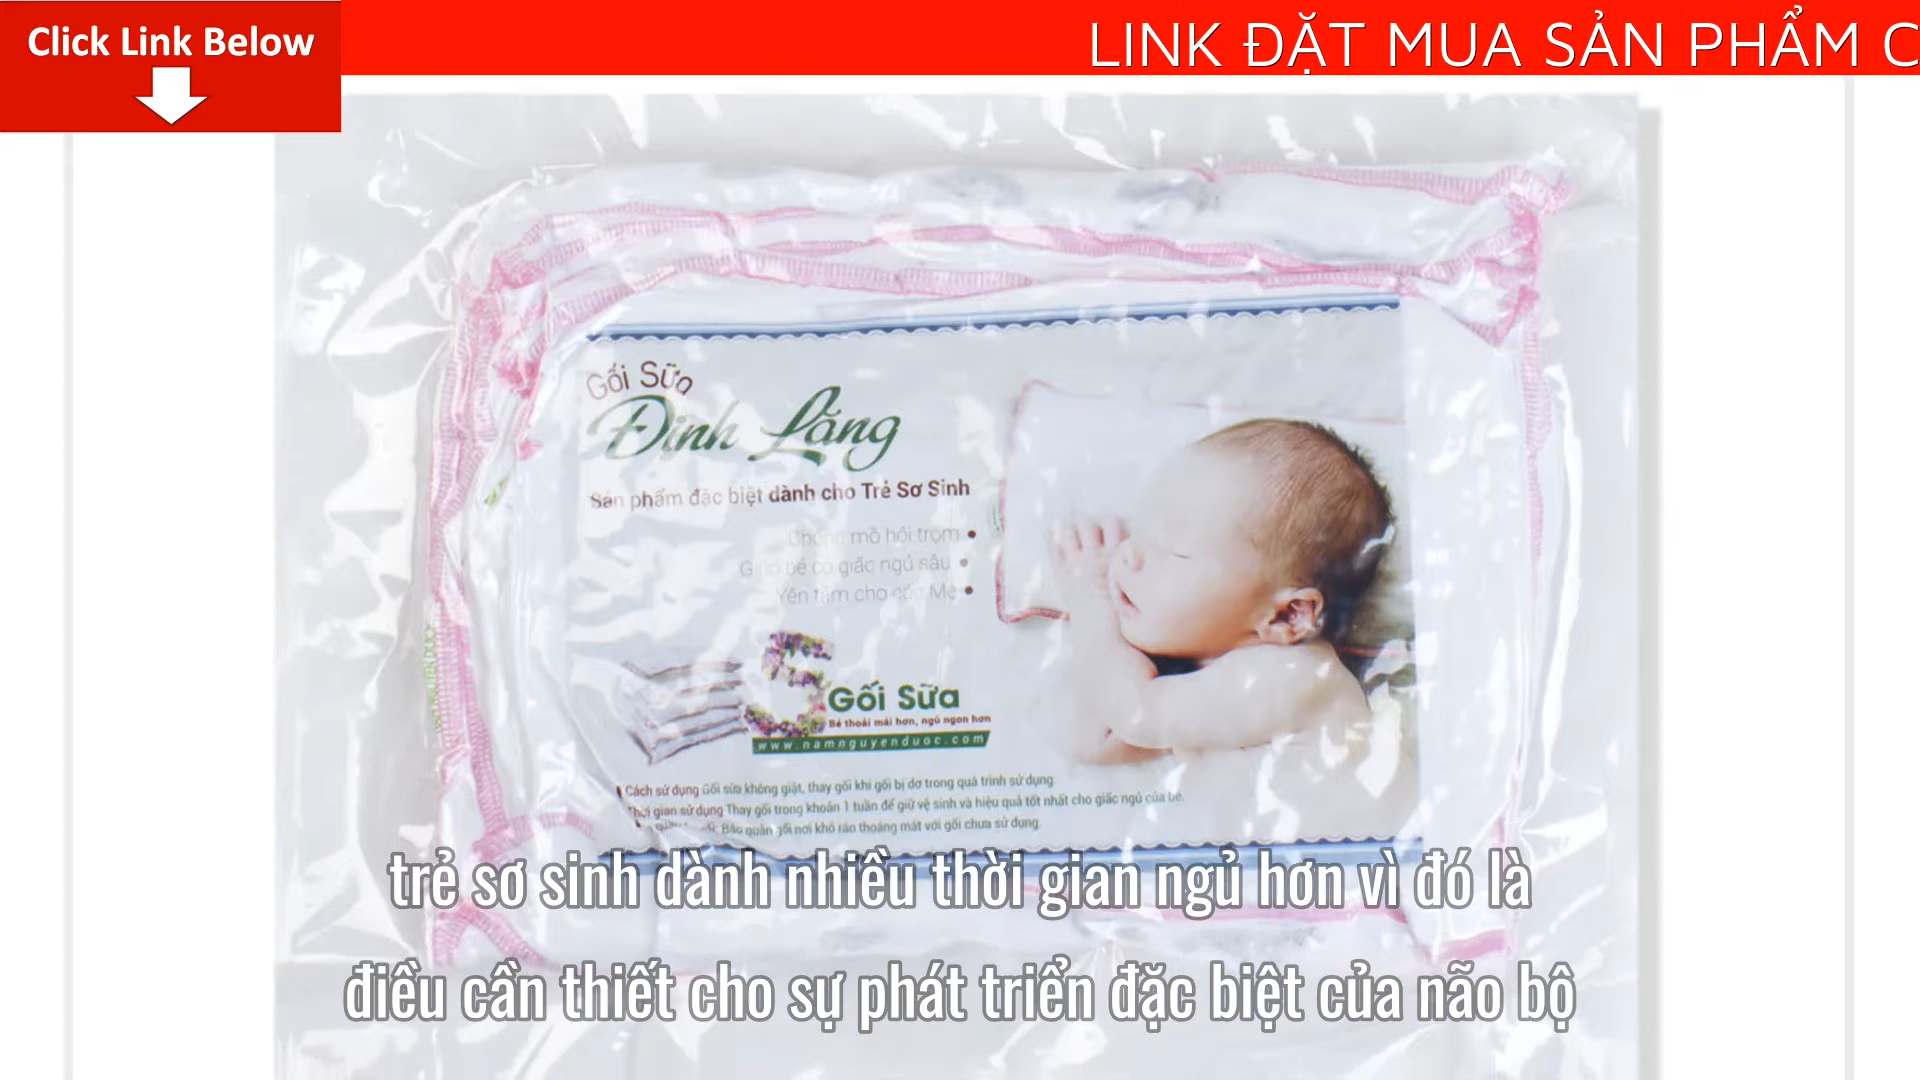 Click Link Below
LINK ĐẶT MUA SẢN PHẨM C
Gối Sữa
Đinh Lăng
Sản phẩm đặc biệt dành cho Trẻ Sơ Sinh
Chống mồ hôi trộm •
Giúp bé có giấc ngủ sâu •
Yên tâm cho các Mẹ •
S Gối Sữa
Bé thoải mái hơn, ngủ ngon hơn
www.namnguyenduoc.com
Cách sử dụng Gối sữa không giặt, thay gối khi gối bị dơ trong quá trình sử dụng.
Thời gian sử dụng Thay gối trong khoản 1 tuần để giữ vệ sinh và hiệu quả tốt nhất cho giấc ngủ của bé.
Bảo quản gối nơi khô ráo thoáng mát với gối chưa sử dụng.
trẻ sơ sinh dành nhiều thời gian ngủ hơn vì đó là
điều cần thiết cho sự phát triển đặc biệt của não bộ